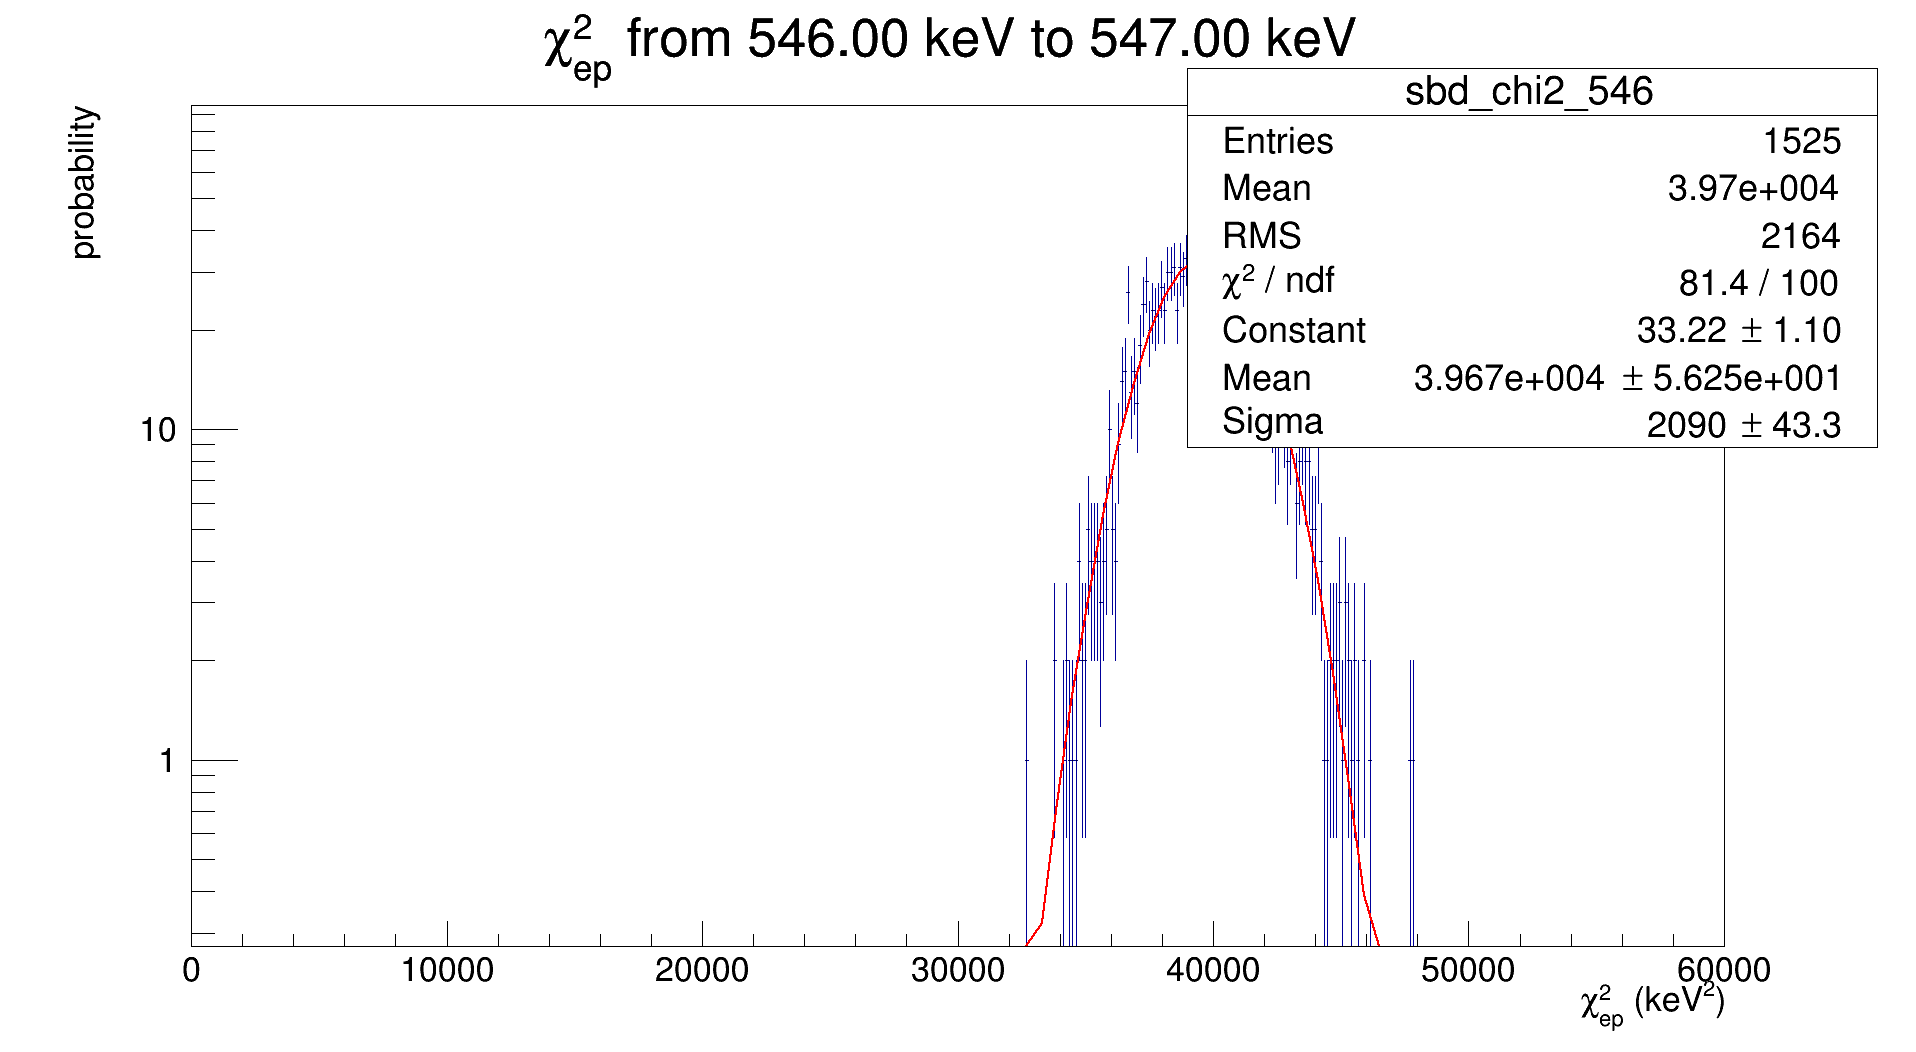 χ²ep from 546.00 keV to 547.00 keV
probability
sbd_chi2_546
Entries 1525
Mean 3.97e+004
RMS 2164
χ² / ndf 81.4 / 100
Constant 33.22 ± 1.10
Mean 3.967e+004 ± 5.625e+001
Sigma 2090 ± 43.3
10
1
0 10000 20000 30000 40000 50000 60000
χ²ep (keV²)